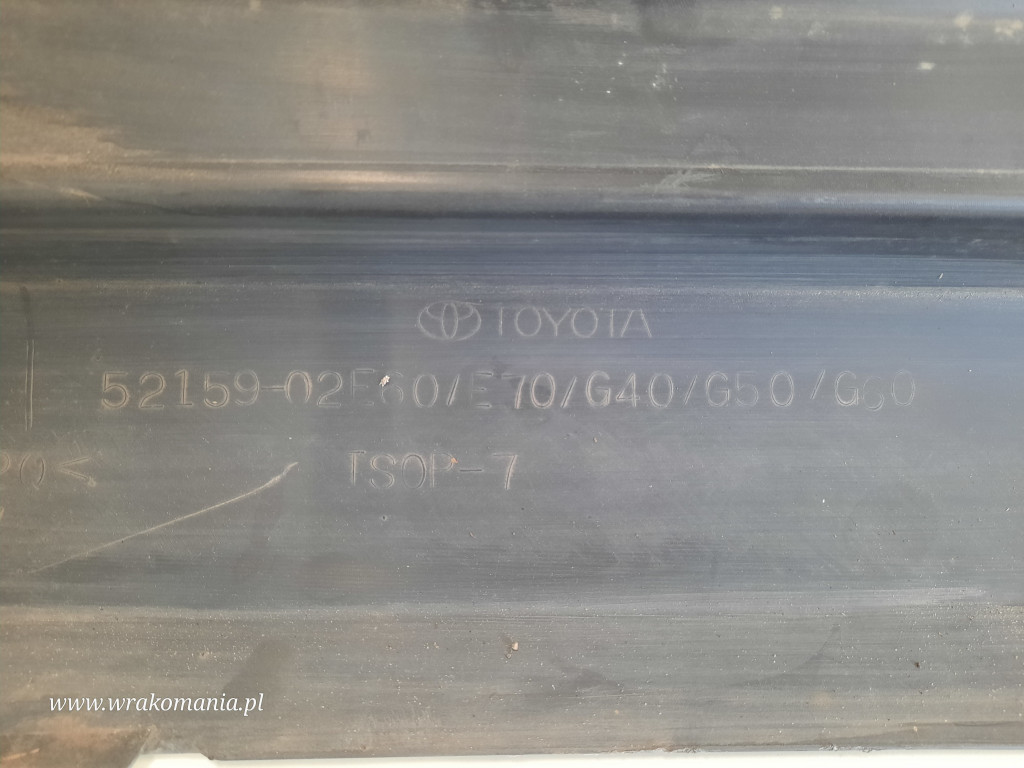 TOYOTA
52159-02E60/E70/G40/G50/G60
TSOP-7
www.wrakomania.pl